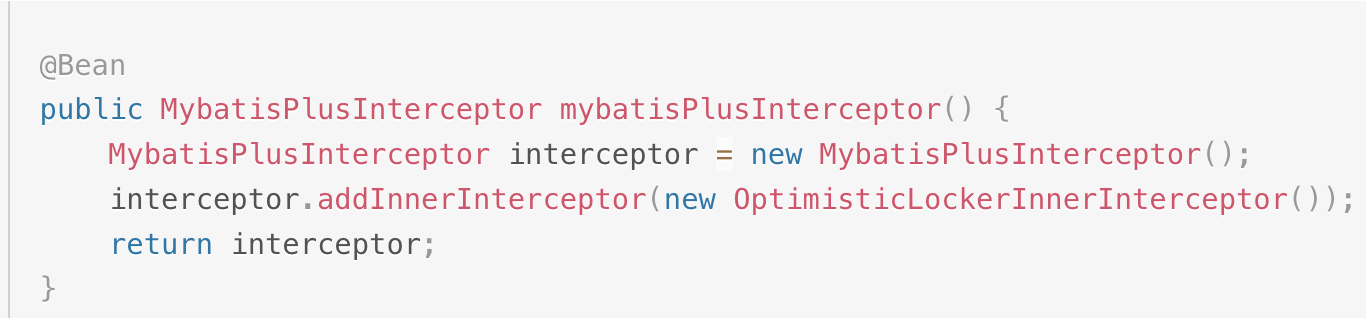 @Bean
public MybatisPlusInterceptor mybatisPlusInterceptor() {
    MybatisPlusInterceptor interceptor = new MybatisPlusInterceptor();
    interceptor.addInnerInterceptor(new OptimisticLockerInnerInterceptor());
    return interceptor;
}